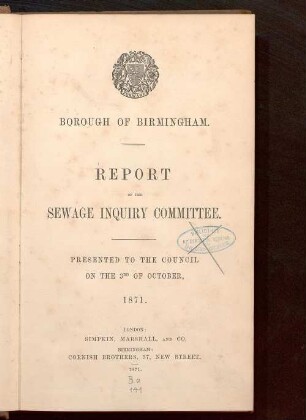 BOROUGH OF BIRMINGHAM.
REPORT
OF THE
SEWAGE INQUIRY COMMITTEE.
PRESENTED TO THE COUNCIL
ON THE 3RD OF OCTOBER,
1871.
LONDON:
SIMPKIN, MARSHALL, AND CO.
BIRMINGHAM:
CORNISH BROTHERS, 37, NEW STREET.
1871.